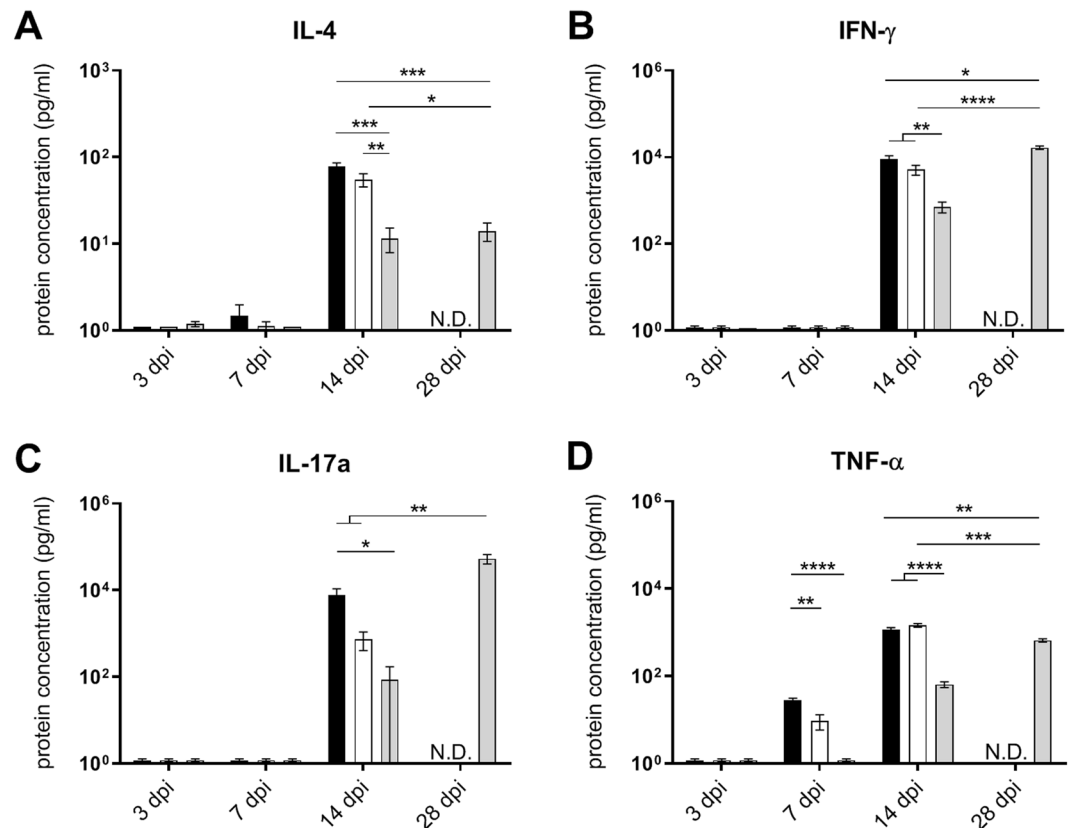 A
IL-4
protein concentration (pg/ml)
10³
10²
10¹
10⁰
***
*
***
**
N.D.
3 dpi
7 dpi
14 dpi
28 dpi
B
IFN-γ
protein concentration (pg/ml)
10⁶
10⁴
10²
10⁰
*
****
**
N.D.
3 dpi
7 dpi
14 dpi
28 dpi
C
IL-17a
protein concentration (pg/ml)
10⁶
10⁴
10²
10⁰
**
*
N.D.
3 dpi
7 dpi
14 dpi
28 dpi
D
TNF-α
protein concentration (pg/ml)
10⁶
10⁴
10²
10⁰
**
***
****
****
**
N.D.
3 dpi
7 dpi
14 dpi
28 dpi